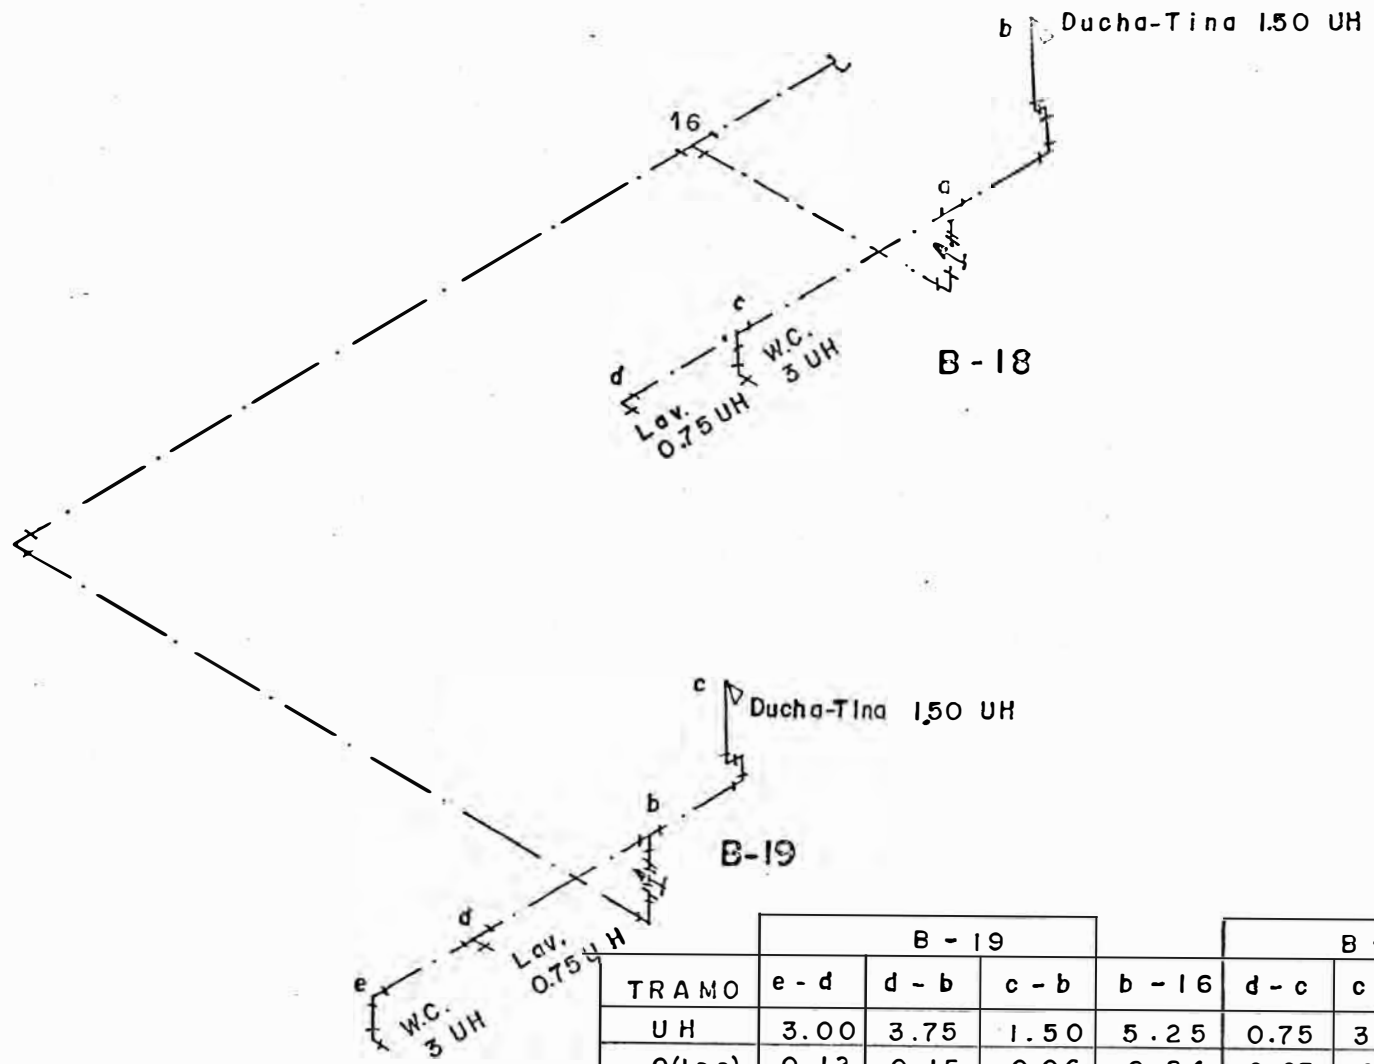 b Ducha-Tina 1.50 UH
16
a
c
W.C.
3 UH
d
Lav.
0.75 UH
B-18
c
Ducha-Tina 1.50 UH
b
B-19
d
Lav.
0.75 UH
e
W.C.
3 UH
B - 19 B
TRAMO e - d d - b c - b b - 16 d - c c
UH 3.00 3.75 1.50 5.25 0.75 3